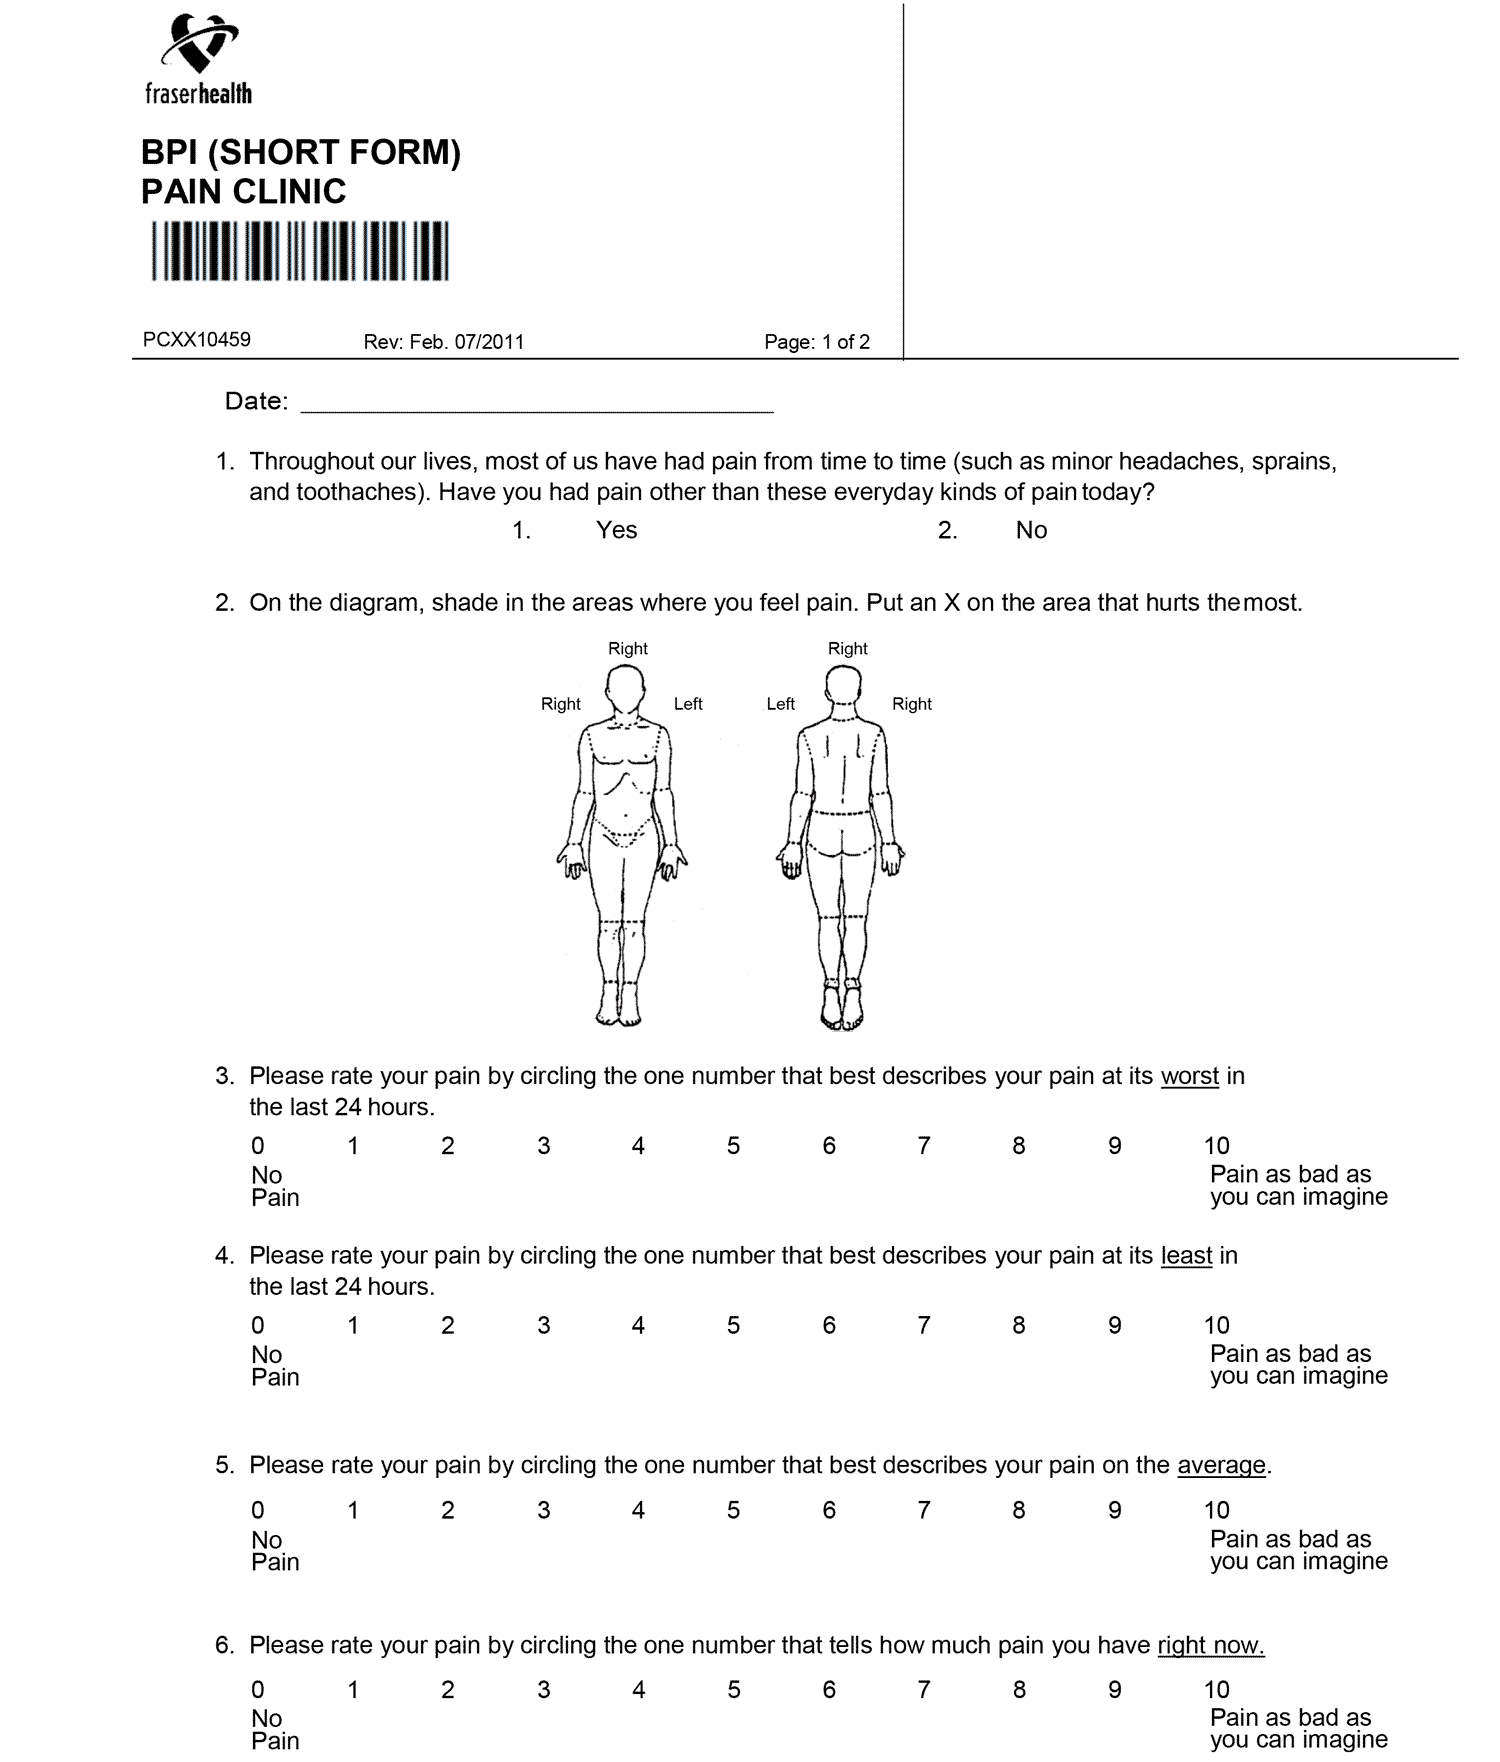 fraserhealth
BPI (SHORT FORM)
PAIN CLINIC
PCXX10459 Rev: Feb. 07/2011 Page: 1 of 2
Date:
1. Throughout our lives, most of us have had pain from time to time (such as minor headaches, sprains,
and toothaches). Have you had pain other than these everyday kinds of pain today?
1. Yes 2. No
2. On the diagram, shade in the areas where you feel pain. Put an X on the area that hurts the most.
Right Right
Right Left Left Right
3. Please rate your pain by circling the one number that best describes your pain at its worst in
the last 24 hours.
0 1 2 3 4 5 6 7 8 9 10
No Pain as bad as
Pain you can imagine
4. Please rate your pain by circling the one number that best describes your pain at its least in
the last 24 hours.
0 1 2 3 4 5 6 7 8 9 10
No Pain as bad as
Pain you can imagine
5. Please rate your pain by circling the one number that best describes your pain on the average.
0 1 2 3 4 5 6 7 8 9 10
No Pain as bad as
Pain you can imagine
6. Please rate your pain by circling the one number that tells how much pain you have right now.
0 1 2 3 4 5 6 7 8 9 10
No Pain as bad as
Pain you can imagine